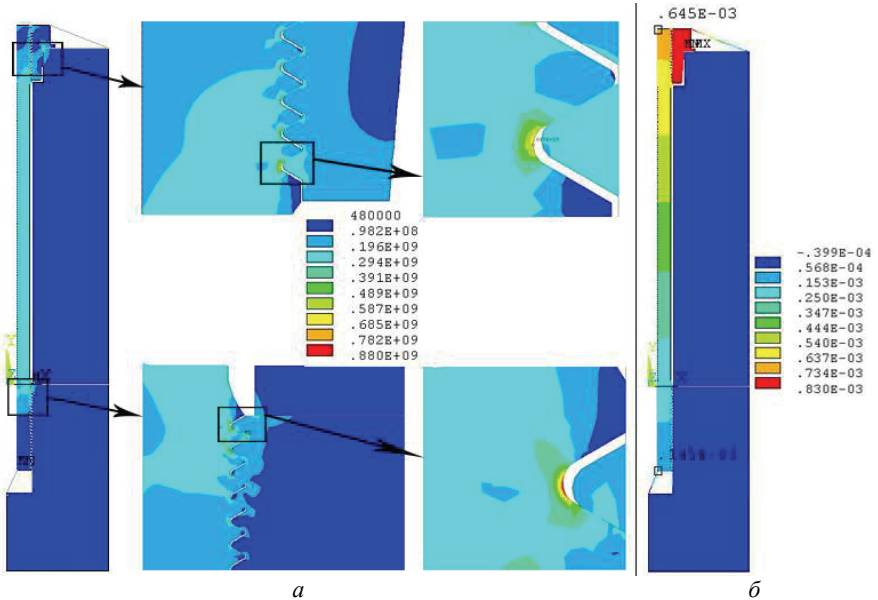 .645E-03
480000
.982E+08
.196E+09
.294E+09
.391E+09
.489E+09
.587E+09
.685E+09
.782E+09
.880E+09
-.399E-04
.568E-04
.153E-03
.250E-03
.347E-03
.444E-03
.540E-03
.637E-03
.734E-03
.830E-03
Y
X
а
б